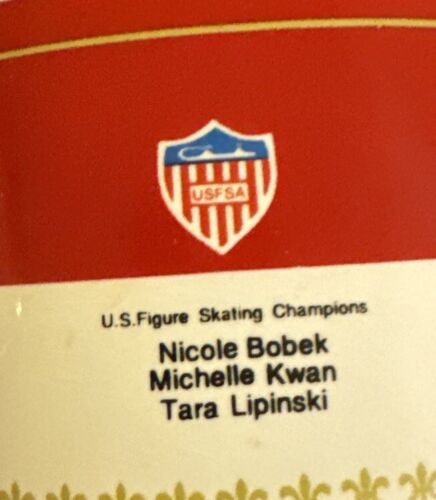 USFSA
U.S.Figure Skating Champions
Nicole Bobek
Michelle Kwan
Tara Lipinski